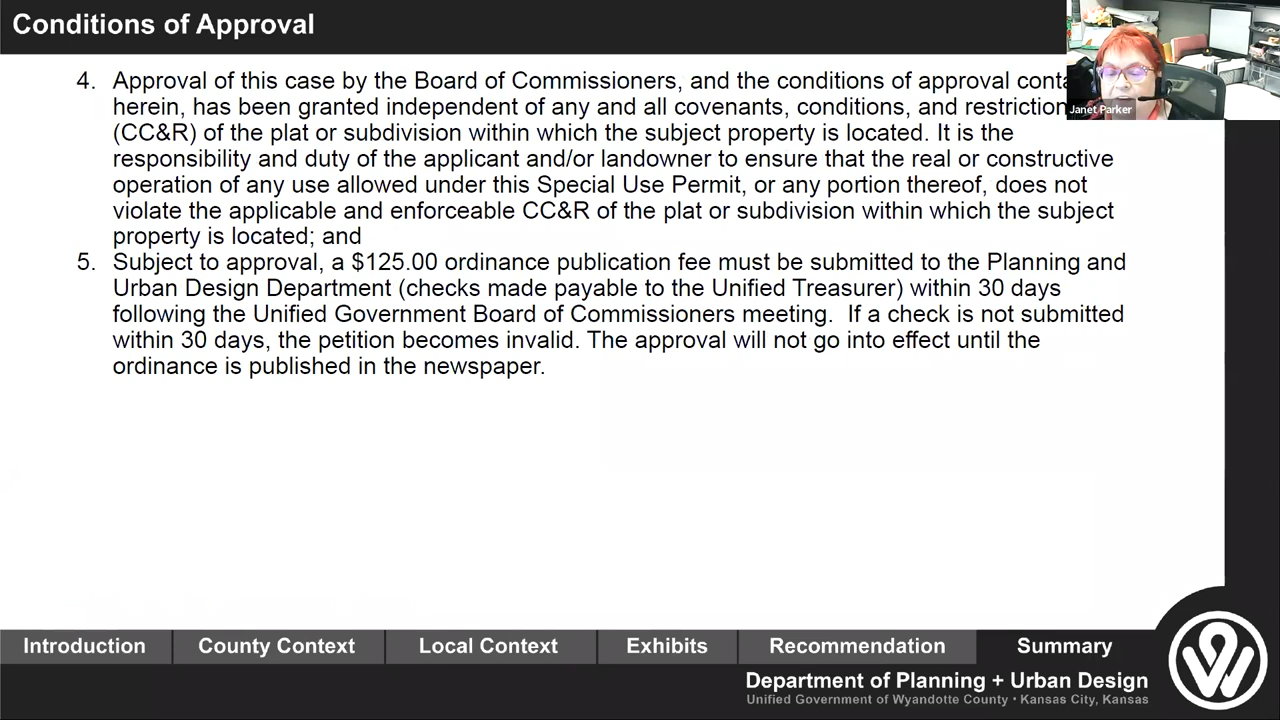 Conditions of Approval
Janet Parker
4. Approval of this case by the Board of Commissioners, and the conditions of approval
herein, has been granted independent of any and all covenants, conditions, and
(CC&R) of the plat or subdivision within which the subject property is located. It is the
responsibility and duty of the applicant and/or landowner to ensure that the real or constructive
operation of any use allowed under this Special Use Permit, or any portion thereof, does not
violate the applicable and enforceable CC&R of the plat or subdivision within which the subject
property is located; and
5. Subject to approval, a $125.00 ordinance publication fee must be submitted to the Planning and
Urban Design Department (checks made payable to the Unified Treasurer) within 30 days
following the Unified Government Board of Commissioners meeting. If a check is not submitted
within 30 days, the petition becomes invalid. The approval will not go into effect until the
ordinance is published in the newspaper.
Introduction County Context Local Context Exhibits Recommendation Summary
Department of Planning + Urban Design
Unified Government of Wyandotte County • Kansas City, Kansas